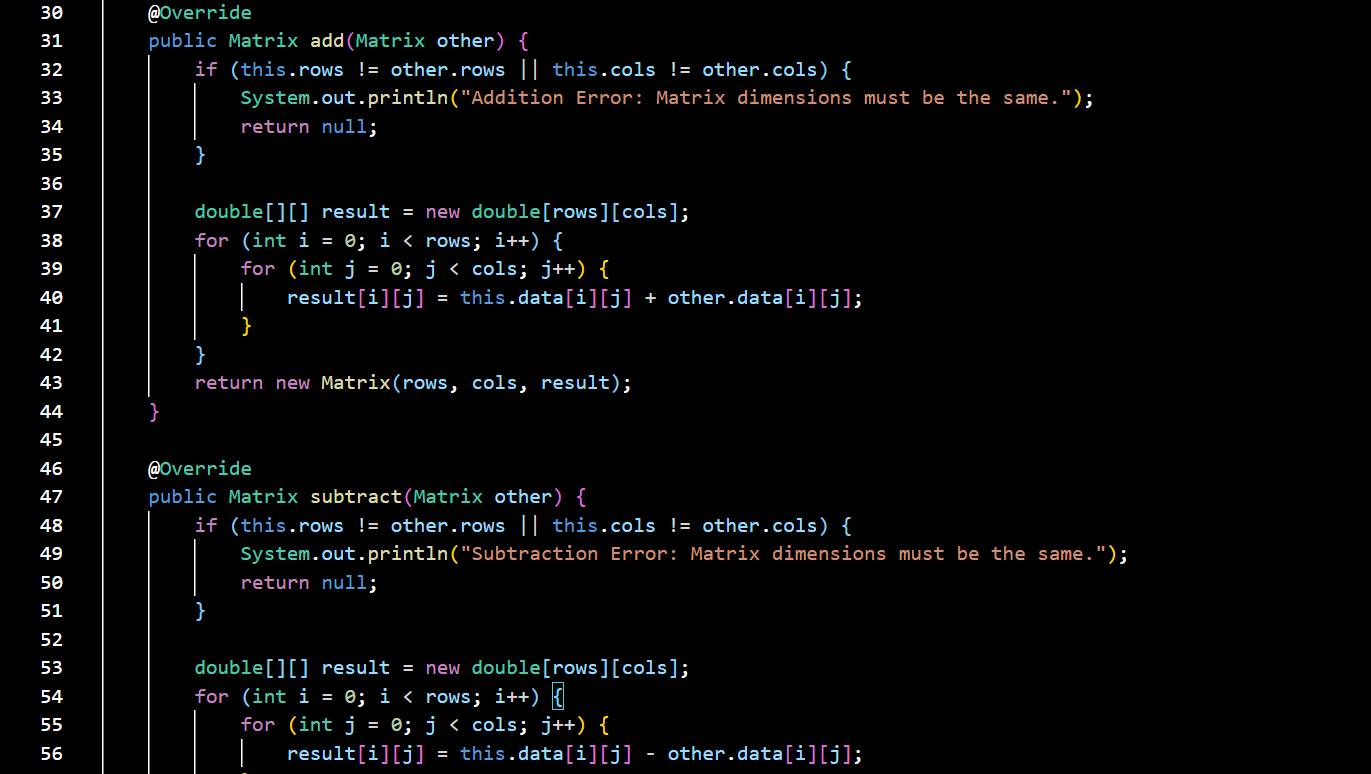 30 @Override
31 public Matrix add(Matrix other) {
32 if (this.rows != other.rows || this.cols != other.cols) {
33 System.out.println("Addition Error: Matrix dimensions must be the same.");
34 return null;
35 }
36
37 double[][] result = new double[rows][cols];
38 for (int i = 0; i < rows; i++) {
39 for (int j = 0; j < cols; j++) {
40 result[i][j] = this.data[i][j] + other.data[i][j];
41 }
42 }
43 return new Matrix(rows, cols, result);
44 }
45
46 @Override
47 public Matrix subtract(Matrix other) {
48 if (this.rows != other.rows || this.cols != other.cols) {
49 System.out.println("Subtraction Error: Matrix dimensions must be the same.");
50 return null;
51 }
52
53 double[][] result = new double[rows][cols];
54 for (int i = 0; i < rows; i++) {
55 for (int j = 0; j < cols; j++) {
56 result[i][j] = this.data[i][j] - other.data[i][j];